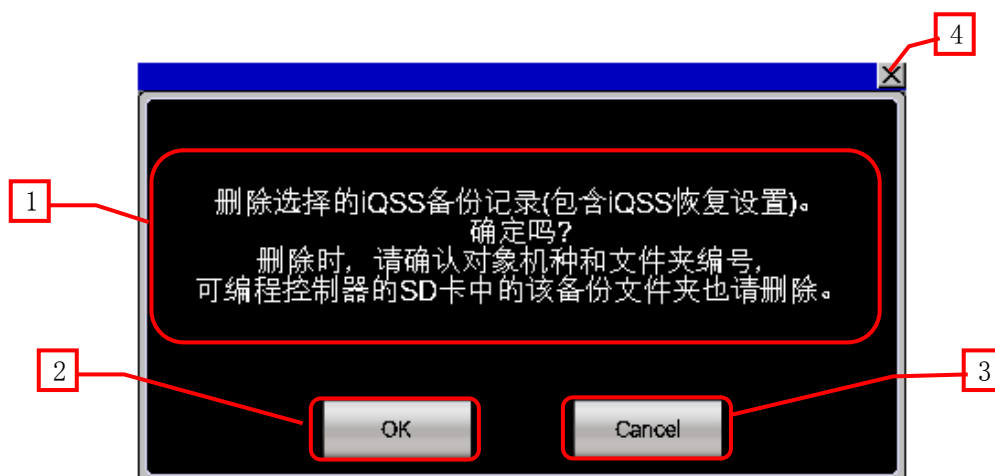 4
1
删除选择的iQSS备份记录(包含iQSS恢复设置)。
确定吗?
删除时, 请确认对象机种和文件夹编号,
可编程控制器的SD卡中的该备份文件夹也请删除。
2
3
OK
Cancel